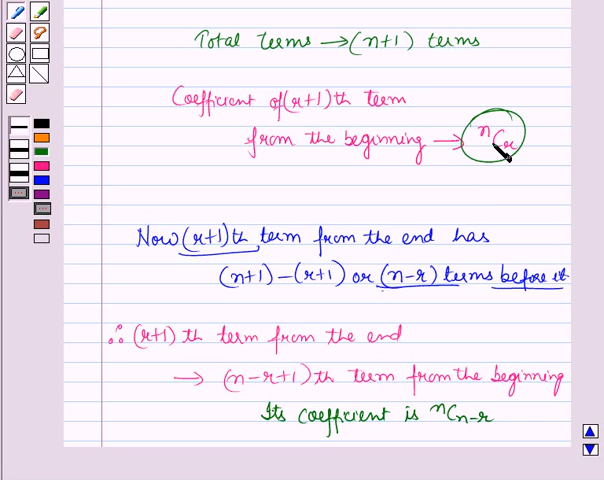 Total terms → (n+1) terms
Coefficient of (r+1)th term
from the beginning → ⁿCᵣ
Now (r+1)th term from the end has
(n+1) – (r+1) or (n-r) terms before it
∴ (r+1)th term from the end
→ (n-r+1)th term from the beginning
Its coefficient is ⁿCₙ₋ᵣ